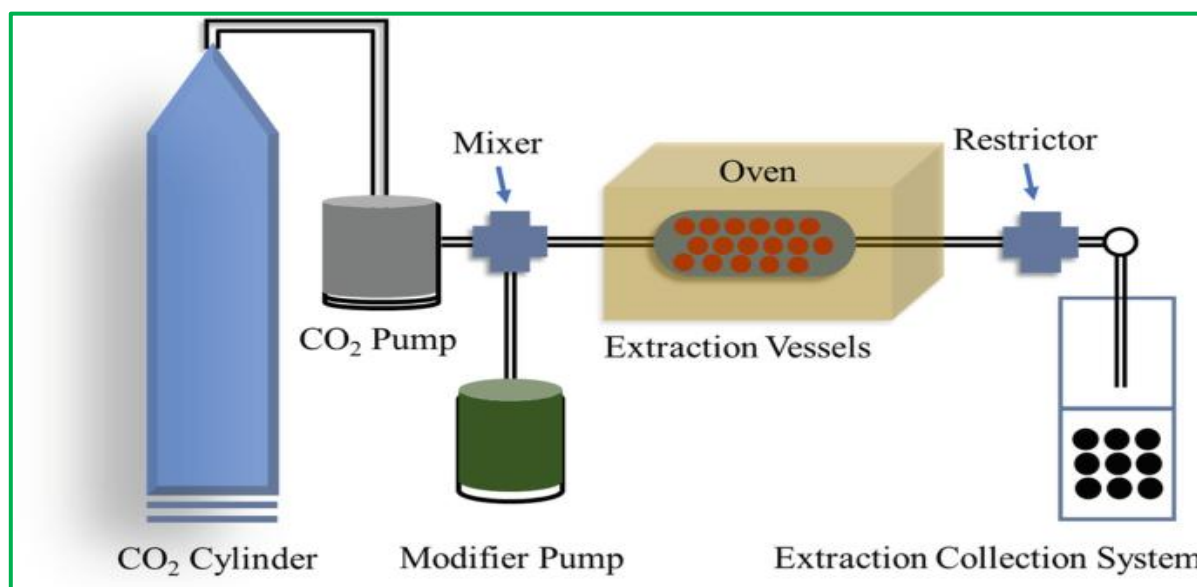 Mixer
Restrictor
Oven
CO₂ Pump
Extraction Vessels
CO₂ Cylinder
Modifier Pump
Extraction Collection System